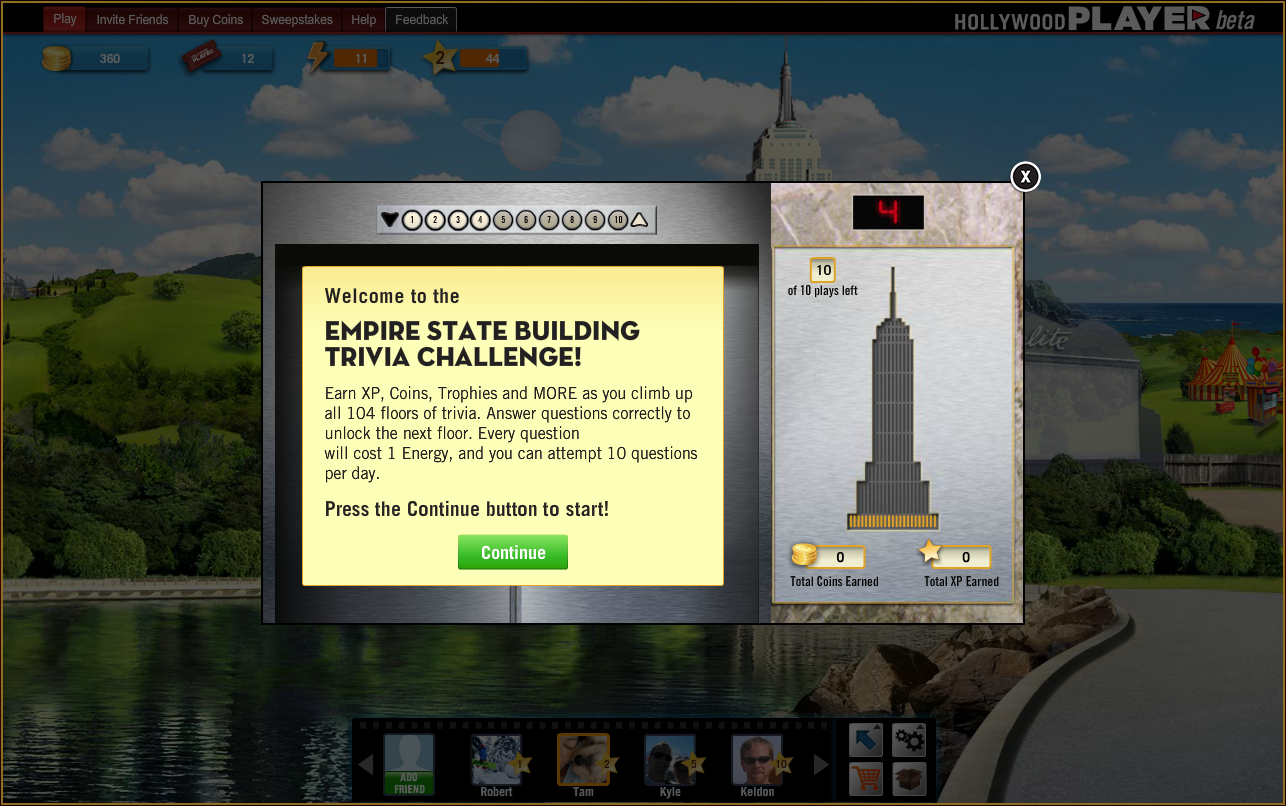 Play Invite Friends Buy Coins Sweepstakes Help Feedback
HOLLYWOOD PLAYER beta
360 12 11 2 44
PLAYER
X
1 2 3 4 5 6 7 8 9 10
4
10
of 10 plays left
Welcome to the
EMPIRE STATE BUILDING
TRIVIA CHALLENGE!
Earn XP, Coins, Trophies and MORE as you climb up
all 104 floors of trivia. Answer questions correctly to
unlock the next floor. Every question
will cost 1 Energy, and you can attempt 10 questions
per day.
Press the Continue button to start!
Continue
0 0
Total Coins Earned Total XP Earned
ADD
FRIEND
1 2 5 10
Robert Tam Kyle Keldon